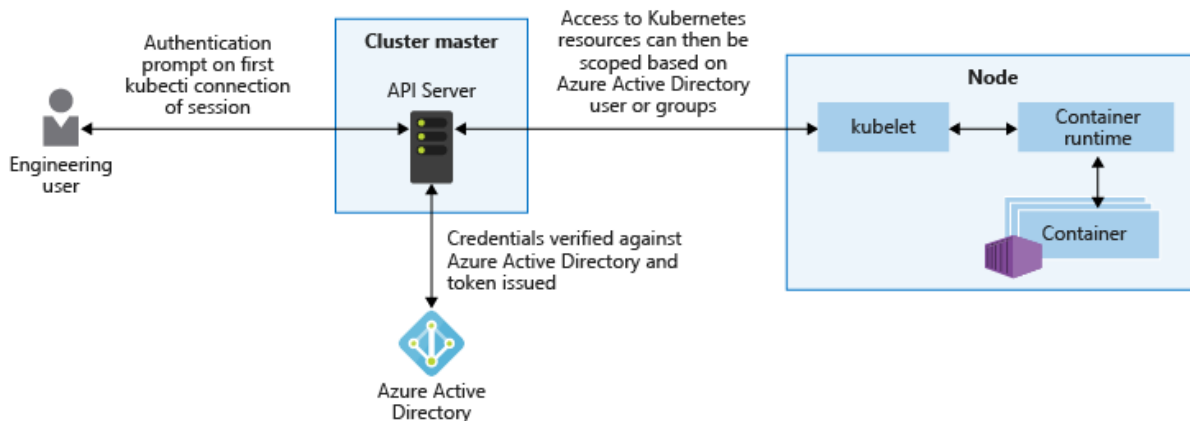 Authentication
prompt on first
kubecti connection
of session
Engineering
user
Cluster master
API Server
Credentials verified against
Azure Active Directory and
token issued
Azure Active
Directory
Access to Kubernetes
resources can then be
scoped based on
Azure Active Directory
user or groups
Node
kubelet
Container
runtime
Container